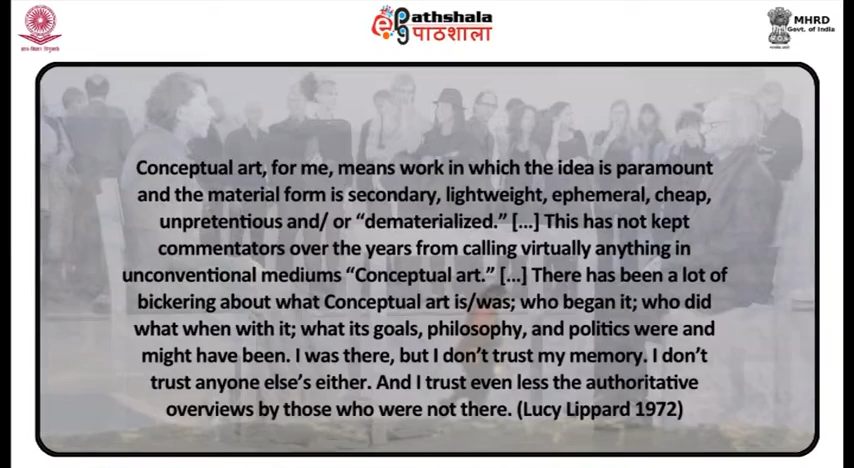 epathshala
पाठशाला
MHRD
Govt. of India
Conceptual art, for me, means work in which the idea is paramount
and the material form is secondary, lightweight, ephemeral, cheap,
unpretentious and/ or “dematerialized.” [...] This has not kept
commentators over the years from calling virtually anything in
unconventional mediums “Conceptual art.” [...] There has been a lot of
bickering about what Conceptual art is/was; who began it; who did
what when with it; what its goals, philosophy, and politics were and
might have been. I was there, but I don’t trust my memory. I don’t
trust anyone else’s either. And I trust even less the authoritative
overviews by those who were not there. (Lucy Lippard 1972)